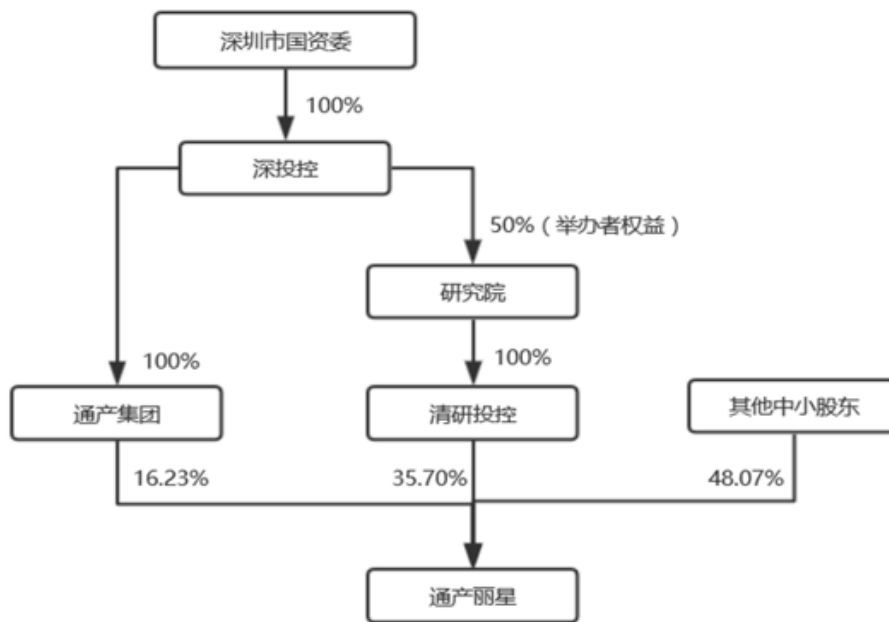 深圳市国资委
100%
深投控
50%（举办者权益）
研究院
100%
100%
通产集团
清研投控
其他中小股东
16.23%
35.70%
48.07%
通产丽星